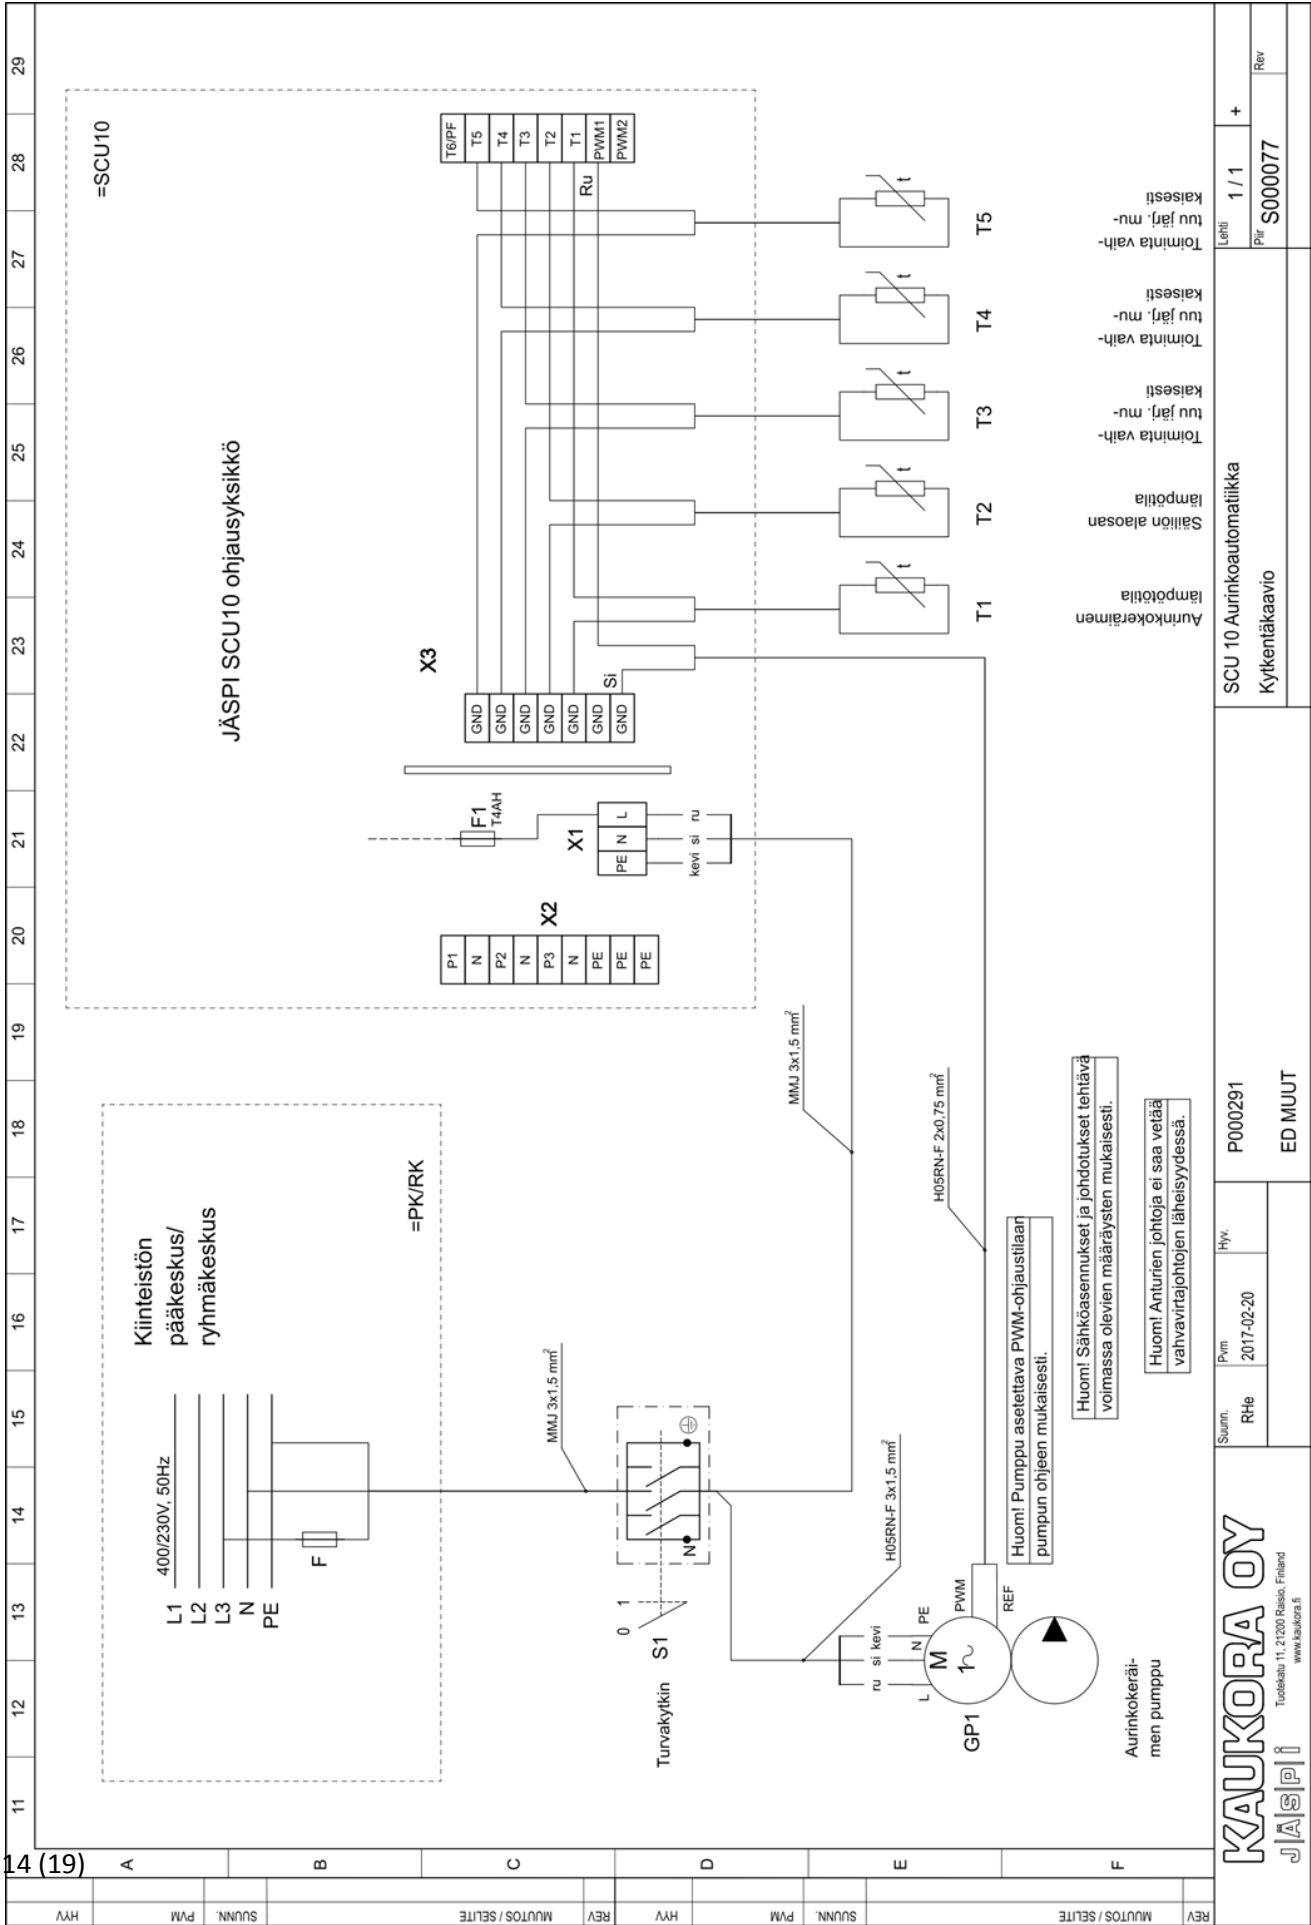 14 (19)
11 12 13 14 15 16 17 18 19 20 21 22 23 24 25 26 27 28 29
A
B
C
D
E
F
Kiinteistön
pääkeskus/
ryhmäkeskus
400/230V, 50Hz
L1
L2
L3
N
PE
F
=PK/RK
=SCU10
JÄSPI SCU10 ohjausyksikkö
X2
P1
N
P2
N
P3
N
PE
PE
PE
F1
T4AH
X1
PE N L
kevi si ru
X3
GND
GND
GND
GND
GND
GND
GND
Si
T6/PF
T5
T4
T3
T2
T1
PWM1
PWM2
Ru
MMJ 3x1,5 mm²
MMJ 3x1,5 mm²
H05RN-F 2x0,75 mm²
H05RN-F 3x1,5 mm²
0 1
S1
N
Turvakytkin
ru si kevi
L N PE
M
1~
PWM
REF
GP1
Aurinkokeräi-
men pumppu
t
t
t
t
t
T1
T2
T3
T4
T5
Aurinkokeräimen
lämpötila
Säiliön alaosan
lämpötila
Toiminta vaih-
tuu järj. mu-
kaisesti
Toiminta vaih-
tuu järj. mu-
kaisesti
Toiminta vaih-
tuu järj. mu-
kaisesti
Huom! Pumppu asetettava PWM-ohjaustilaan
pumpun ohjeen mukaisesti.
Huom! Sähköasennukset ja johdotukset tehtävä
voimassa olevien määräysten mukaisesti.
Huom! Anturien johtoja ei saa vetää
vahvavirtajohtojen läheisyydessä.
KAUKORA OY
JÄSPI
Tuotekatu 11, 21200 Raisio, Finland
www.kaukora.fi
Suunn.
RHe
Pvm
2017-02-20
Hyv.
P000291
ED MUUT
SCU 10 Aurinkoautomatiikka
Kytkentäkaavio
Lehti
1 / 1
+
Piir
S000077
Rev
REV
MUUTOS / SELITE
SUUNN.
PVM
HYV
REV
MUUTOS / SELITE
SUUNN.
PVM
HYV